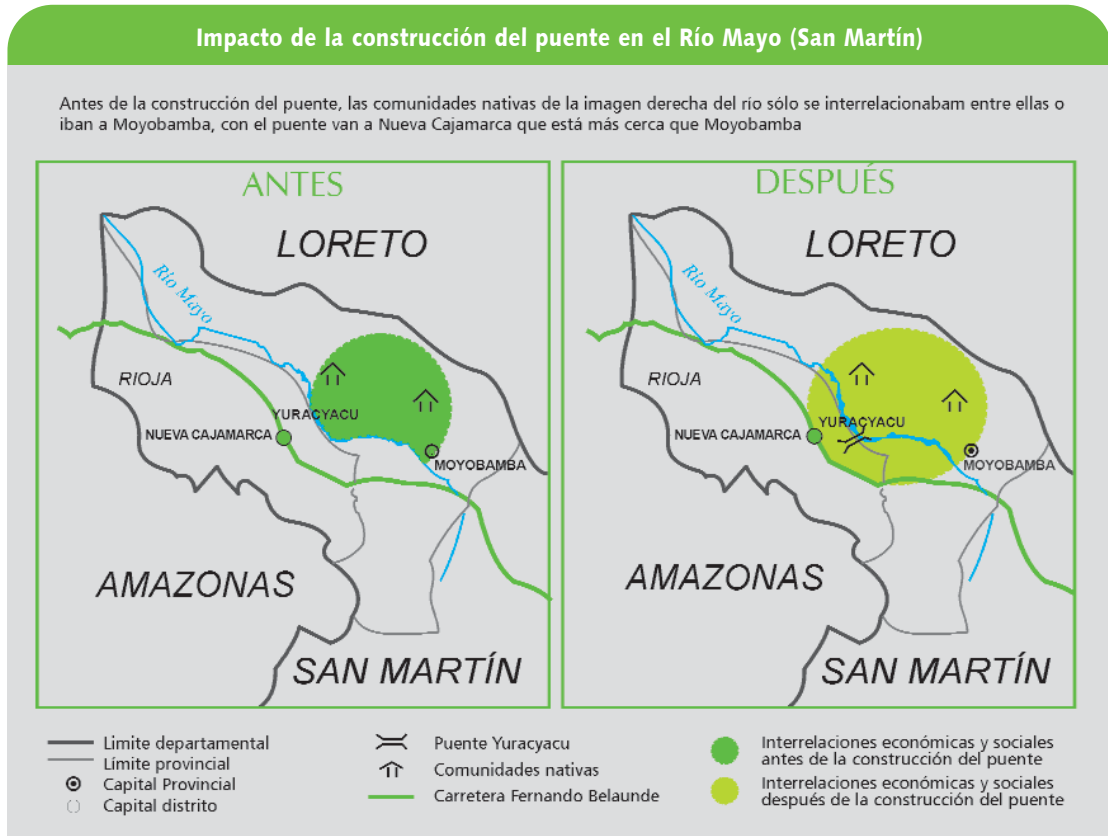 Impacto de la construcción del puente en el Río Mayo (San Martín)
Antes de la construcción del puente, las comunidades nativas de la imagen derecha del río sólo se interrelacionabam entre ellas o
iban a Moyobamba, con el puente van a Nueva Cajamarca que está más cerca que Moyobamba
ANTES
LORETO
Río Mayo
RIOJA
YURACYACU
NUEVA CAJAMARCA
MOYOBAMBA
AMAZONAS
SAN MARTÍN
DESPUÉS
LORETO
Río Mayo
RIOJA
YURACYACU
NUEVA CAJAMARCA
MOYOBAMBA
AMAZONAS
SAN MARTÍN
Limite departamental
Límite provincial
Capital Provincial
Capital distrito
Puente Yuracyacu
Comunidades nativas
Carretera Fernando Belaunde
Interrelaciones económicas y sociales
antes de la construcción del puente
Interrelaciones económicas y sociales
después de la construcción del puente